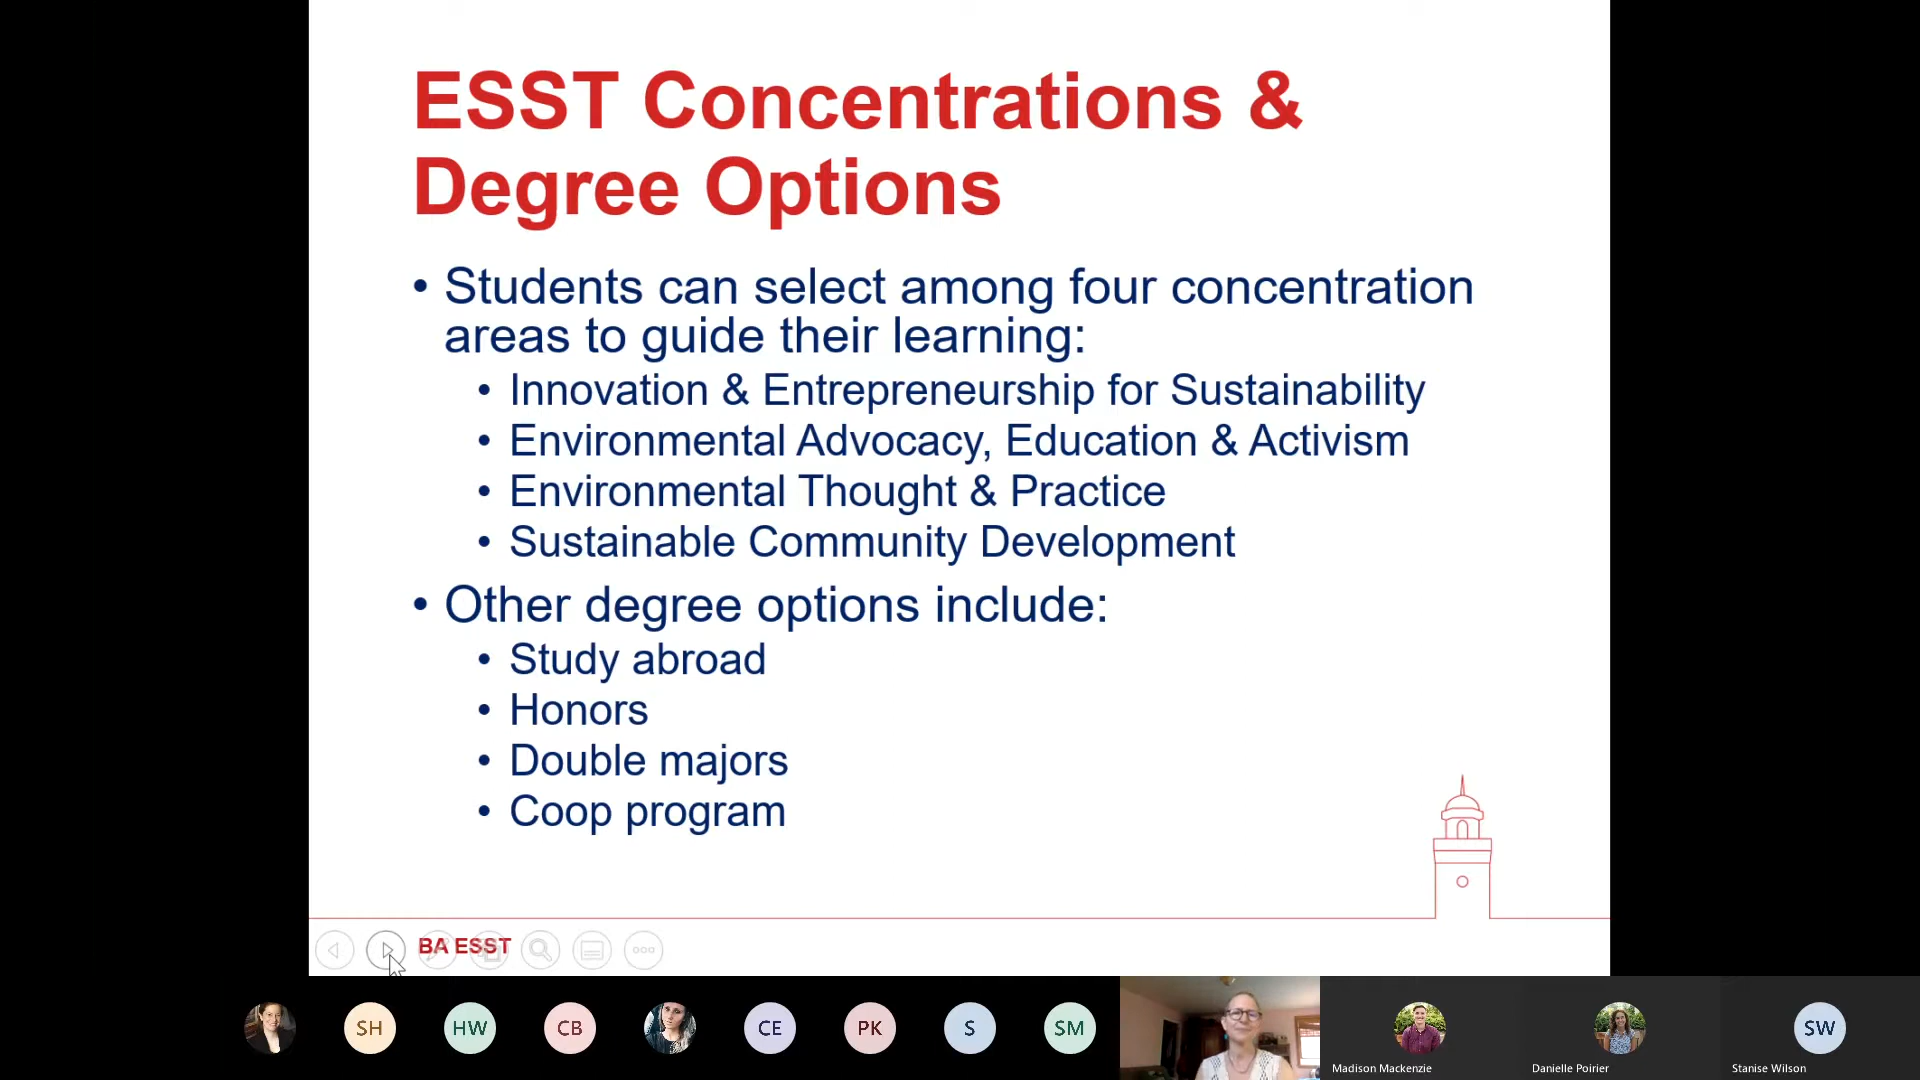 ESST Concentrations &
Degree Options
• Students can select among four concentration
areas to guide their learning:
• Innovation & Entrepreneurship for Sustainability
• Environmental Advocacy, Education & Activism
• Environmental Thought & Practice
• Sustainable Community Development
• Other degree options include:
• Study abroad
• Honors
• Double majors
• Coop program
BA ESST
SH
HW
CB
CE
PK
S
SM
SW
Madison Mackenzie
Danielle Poirier
Stanise Wilson